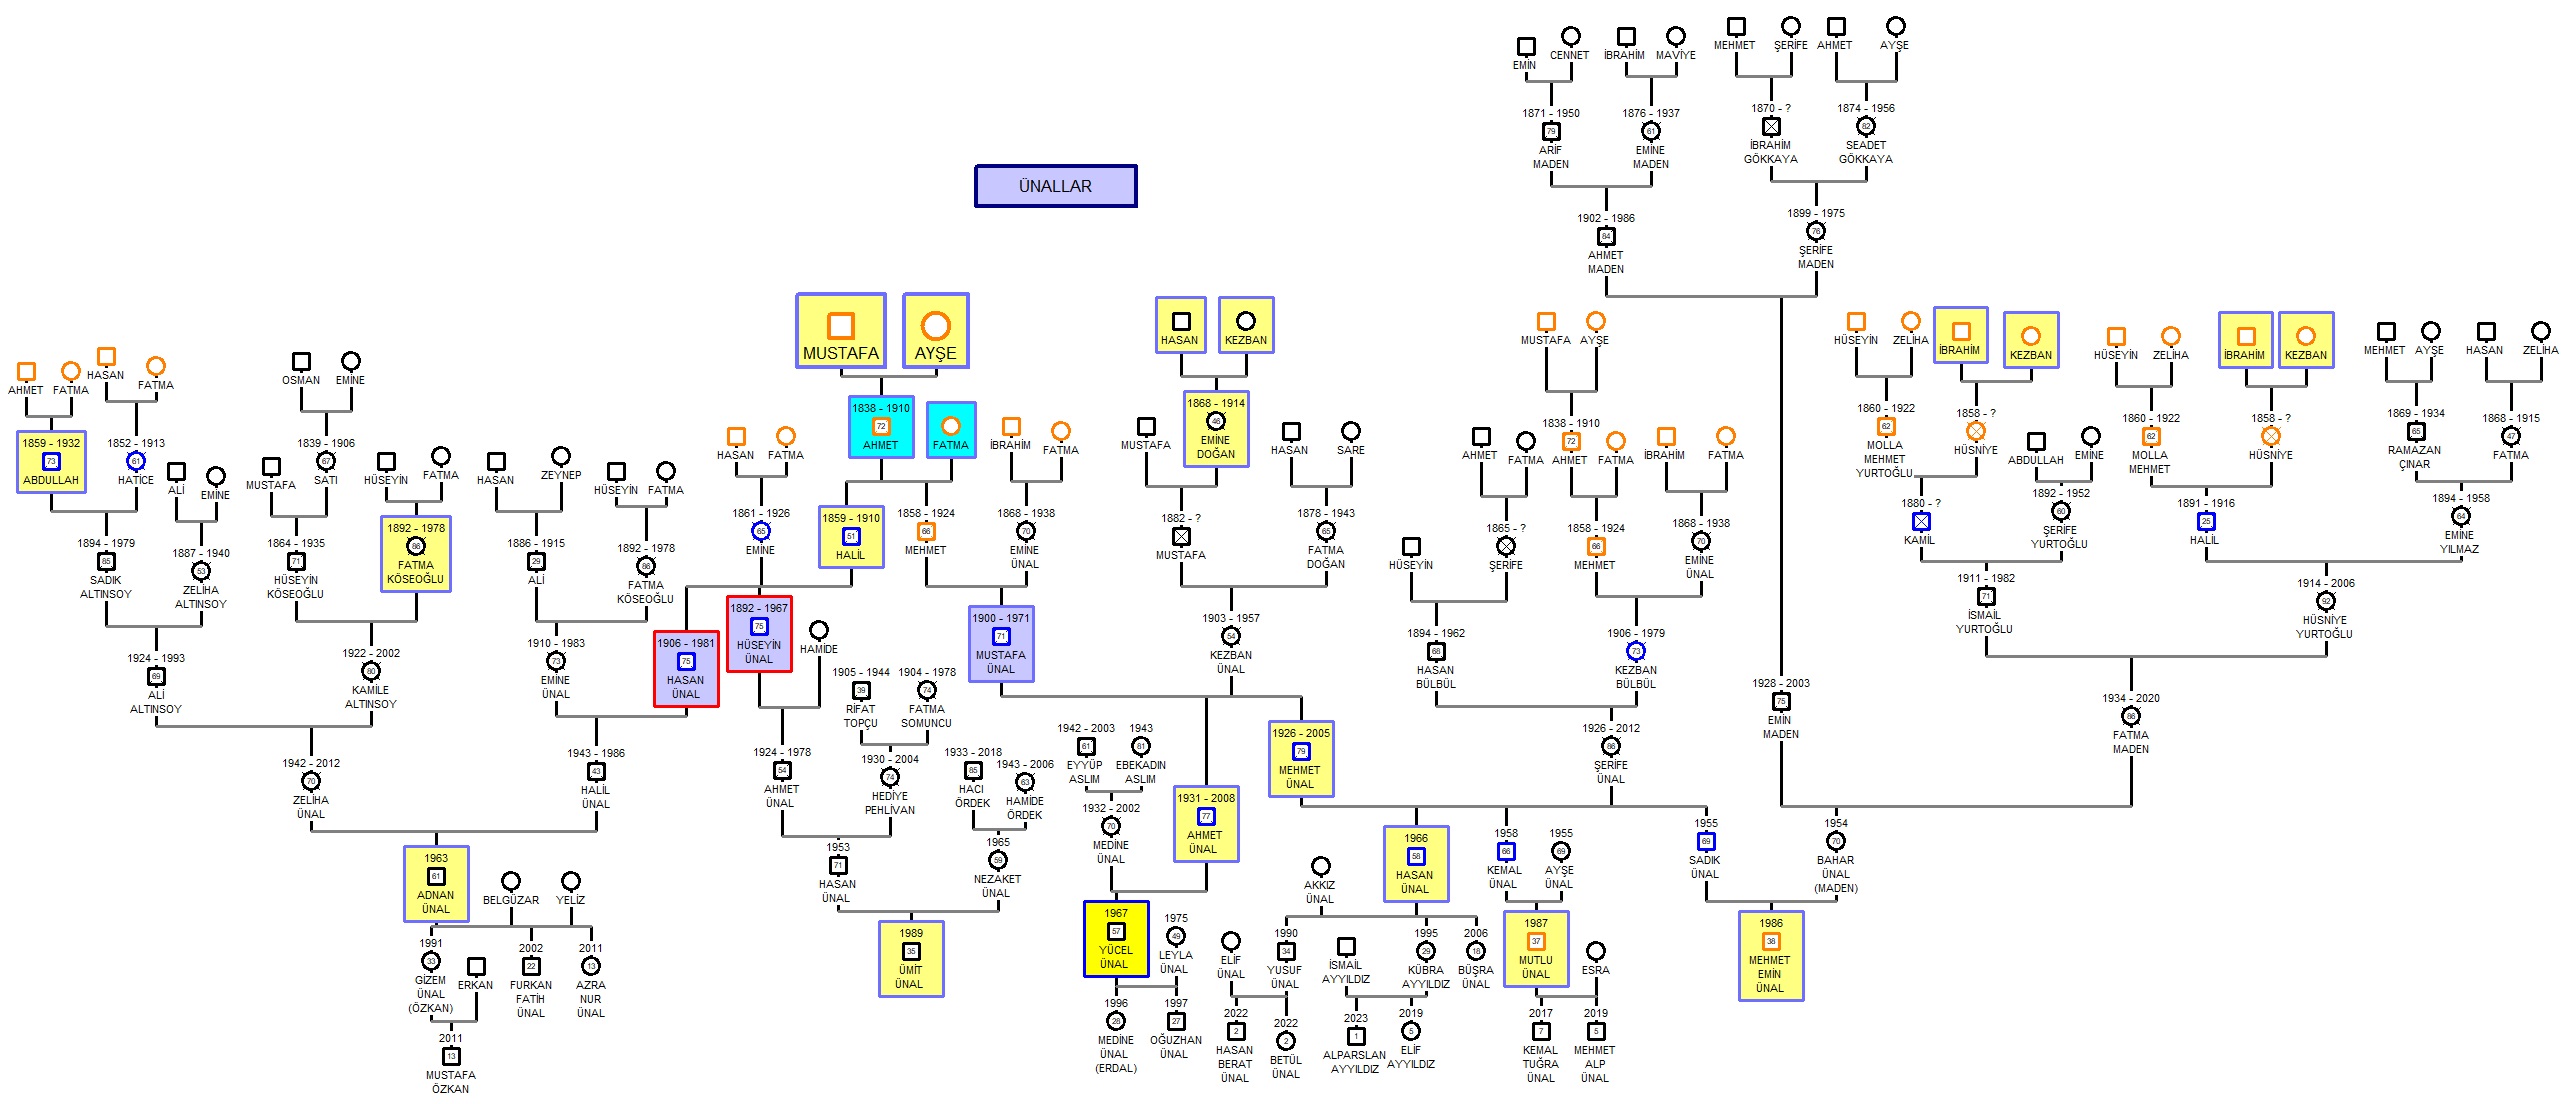 EMİN
CENNET
İBRAHİM
MAVİYE
MEHMET
ŞERİFE
AHMET
AYŞE
1871 - 1950
79
ARİF
MADEN
1876 - 1937
61
EMİNE
MADEN
1870 - ?
İBRAHİM
GÖKKAYA
1874 - 1956
82
SEADET
GÖKKAYA
ÜNALLAR
1902 - 1986
84
AHMET
MADEN
1899 - 1975
76
ŞERİFE
MADEN
MUSTAFA
AYŞE
HASAN
KEZBAN
MUSTAFA
AYŞE
HÜSEYİN
ZELİHA
İBRAHİM
KEZBAN
HÜSEYİN
ZELİHA
İBRAHİM
KEZBAN
MEHMET
AYŞE
HASAN
ZELİHA
AHMET
FATMA
HASAN
FATMA
OSMAN
EMİNE
1859 - 1932
73
ABDULLAH
1852 - 1913
61
HATİCE
ALİ
EMİNE
MUSTAFA
1839 - 1906
67
SATI
HÜSEYİN
FATMA
HASAN
ZEYNEP
HÜSEYİN
FATMA
HASAN
FATMA
1838 - 1910
72
AHMET
FATMA
İBRAHİM
FATMA
MUSTAFA
1868 - 1914
46
EMİNE
DOĞAN
HASAN
SARE
AHMET
FATMA
1838 - 1910
72
AHMET
FATMA
İBRAHİM
FATMA
1860 - 1922
62
MOLLA
MEHMET
YURTOĞLU
1858 - ?
HÜSNİYE
ABDULLAH
EMİNE
1860 - 1922
62
MOLLA
MEHMET
1858 - ?
HÜSNİYE
1869 - 1934
65
RAMAZAN
ÇINAR
1868 - 1915
47
FATMA
1894 - 1979
85
SADIK
ALTINSOY
1887 - 1940
53
ZELİHA
ALTINSOY
1864 - 1935
71
HÜSEYİN
KÖSEOĞLU
1892 - 1978
86
FATMA
KÖSEOĞLU
1886 - 1915
29
ALİ
1892 - 1978
86
FATMA
KÖSEOĞLU
1861 - 1926
65
EMİNE
1859 - 1910
51
HALİL
1858 - 1924
66
MEHMET
1868 - 1938
70
EMİNE
ÜNAL
1882 - ?
MUSTAFA
1878 - 1943
65
FATMA
DOĞAN
HÜSEYİN
1865 - ?
ŞERİFE
1858 - 1924
66
MEHMET
1868 - 1938
70
EMİNE
ÜNAL
1880 - ?
KAMİL
1892 - 1952
60
ŞERİFE
YURTOĞLU
1891 - 1916
25
HALİL
1894 - 1958
64
EMİNE
YILMAZ
1924 - 1993
69
ALİ
ALTINSOY
1922 - 2002
80
KAMİLE
ALTINSOY
1910 - 1983
73
EMİNE
ÜNAL
1906 - 1981
75
HASAN
ÜNAL
1892 - 1967
75
HÜSEYİN
ÜNAL
HAMİDE
1905 - 1944
39
RİFAT
TOPÇU
1904 - 1978
74
FATMA
SOMUNCU
1900 - 1971
71
MUSTAFA
ÜNAL
1903 - 1957
54
KEZBAN
ÜNAL
1894 - 1962
68
HASAN
BÜLBÜL
1906 - 1979
73
KEZBAN
BÜLBÜL
1911 - 1982
71
İSMAİL
YURTOĞLU
1914 - 2006
92
HÜSNİYE
YURTOĞLU
1942 - 2012
70
ZELİHA
ÜNAL
1943 - 1986
43
HALİL
ÜNAL
1924 - 1978
54
AHMET
ÜNAL
1930 - 2004
74
HEDİYE
PEHLİVAN
1933 - 2018
85
HACI
ÖRDEK
1943 - 2006
63
HAMİDE
ÖRDEK
1942 - 2003
61
EYYÜP
ASLIM
1943
81
EBEKADIN
ASLIM
1932 - 2002
70
MEDİNE
ÜNAL
1931 - 2008
77
AHMET
ÜNAL
1926 - 2005
79
MEHMET
ÜNAL
1926 - 2012
86
ŞERİFE
ÜNAL
1928 - 2003
75
EMİN
MADEN
1934 - 2020
86
FATMA
MADEN
1963
61
ADNAN
ÜNAL
BELGÜZAR
YELİZ
1953
71
HASAN
ÜNAL
1965
59
NEZAKET
ÜNAL
AKKIZ
ÜNAL
1966
58
HASAN
ÜNAL
1958
66
KEMAL
ÜNAL
1955
69
AYŞE
ÜNAL
1955
69
SADIK
ÜNAL
1954
70
BAHAR
ÜNAL
(MADEN)
1991
33
GİZEM
ÜNAL
(ÖZKAN)
ERKAN
2002
22
FURKAN
FATİH
ÜNAL
2011
13
AZRA
NUR
ÜNAL
1989
35
ÜMİT
ÜNAL
1967
57
YÜCEL
ÜNAL
1975
49
LEYLA
ÜNAL
ELİF
ÜNAL
1990
34
YUSUF
ÜNAL
İSMAİL
AYYILDIZ
1995
29
KÜBRA
AYYILDIZ
2006
18
BÜŞRA
ÜNAL
1987
37
MUTLU
ÜNAL
ESRA
1986
38
MEHMET
EMİN
ÜNAL
2011
13
MUSTAFA
ÖZKAN
1996
28
MEDİNE
ÜNAL
(ERDAL)
1997
27
OĞUZHAN
ÜNAL
2022
2
HASAN
BERAT
ÜNAL
2022
2
BETÜL
ÜNAL
2023
1
ALPARSLAN
AYYILDIZ
2019
5
ELİF
AYYILDIZ
2017
7
KEMAL
TUĞRA
ÜNAL
2019
5
MEHMET
ALP
ÜNAL